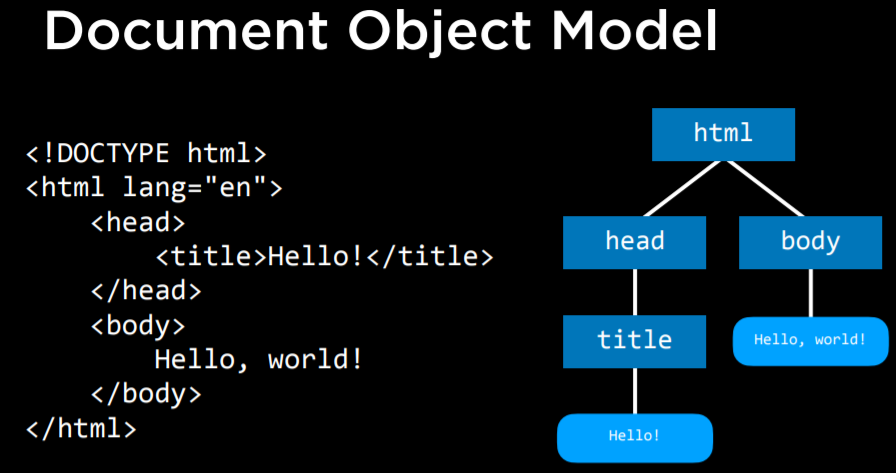 Document Object Model
<!DOCTYPE html>
<html lang="en">
    <head>
        <title>Hello!</title>
    </head>
    <body>
        Hello, world!
    </body>
</html>
html
head
body
title
Hello, world!
Hello!